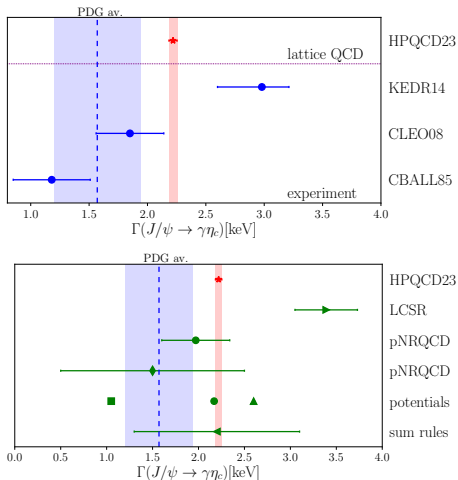 PDG av.
HPQCD23
lattice QCD
KEDR14
CLEO08
CBALL85
experiment
1.0 1.5 2.0 2.5 3.0 3.5 4.0
Γ(J/ψ → γη_c)[keV]
PDG av.
HPQCD23
LCSR
pNRQCD
pNRQCD
potentials
sum rules
0.0 0.5 1.0 1.5 2.0 2.5 3.0 3.5 4.0
Γ(J/ψ → γη_c)[keV]